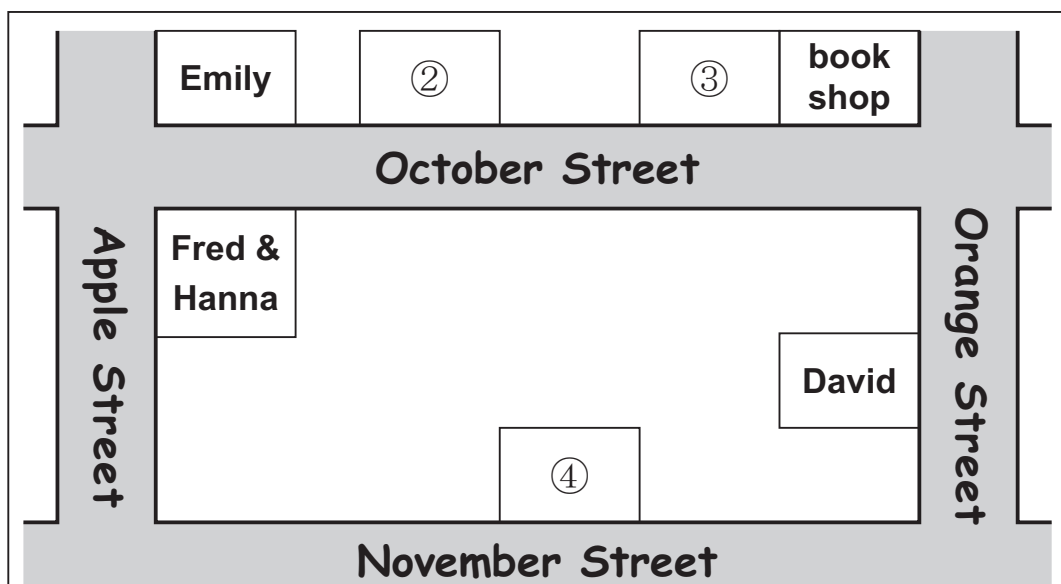 Emily
②
③
book
shop
October Street
Fred &
Hanna
Apple Street
Orange Street
David
④
November Street